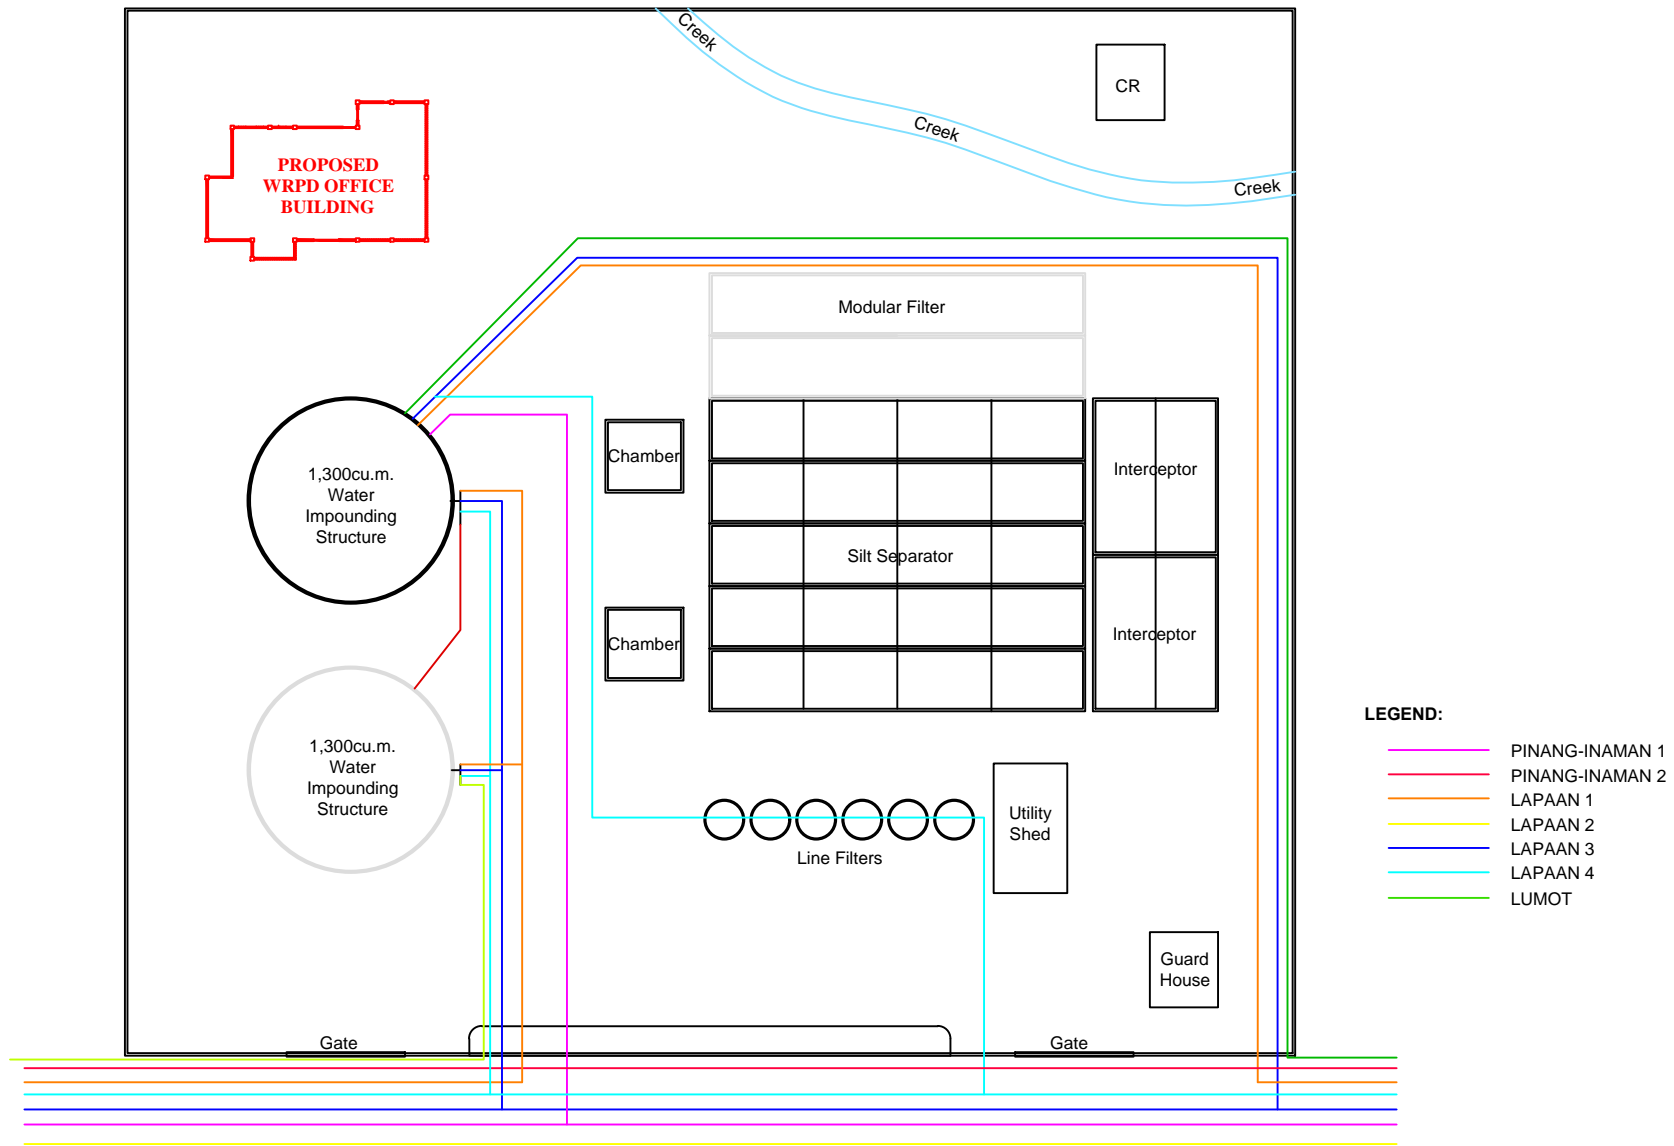 Creek
Creek
Creek
CR
PROPOSED
WRPD OFFICE
BUILDING
Modular Filter
1,300cu.m.
Water
Impounding
Structure
Chamber
Interceptor
Silt Separator
Chamber
Interceptor
1,300cu.m.
Water
Impounding
Structure
Utility
Shed
Line Filters
Guard
House
Gate
Gate
LEGEND:
PINANG-INAMAN 1
PINANG-INAMAN 2
LAPAAN 1
LAPAAN 2
LAPAAN 3
LAPAAN 4
LUMOT